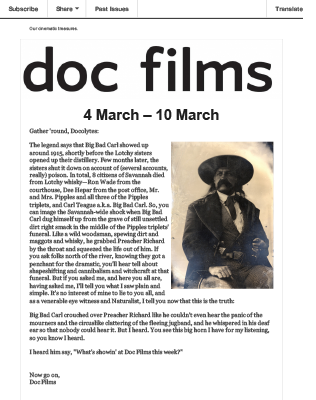 Subscribe Share Past Issues Translate
Our cinematic treasures.
doc films
4 March – 10 March
Gather 'round, Docolytes:
The legend says that Big Bad Carl showed up
around 1915, shortly before the Lotchy sisters
opened up their distillery. Few months later, the
sisters shut it down on account of (several accounts,
really) poison. In total, 8 citizens of Savannah died
from Lotchy whisky—Ron Wade from the
courthouse, Dee Hepar from the post office, Mr.
and Mrs. Pipples and all three of the Pipples
triplets, and Carl Teague a.k.a. Big Bad Carl. So, you
can image the Savannah-wide shock when Big Bad
Carl dug himself up from the grave of still unsettled
dirt right smack in the middle of the Pipples triplets'
funeral. Like a wild woodsman, spewing dirt and
maggots and whisky, he grabbed Preacher Richard
by the throat and squeezed the life out of him. If
you ask folks north of the river, knowing they got a
penchant for the dramatic, you'll hear tell about
shapeshifting and cannibalism and witchcraft at that
funeral. But if you asked me, and here you all are,
having asked me, I'll tell you what I saw plain and
simple. It's no interest of mine to lie to you all, and
as a venerable eye witness and Naturalist, I tell you now that this is the truth:
Big Bad Carl crouched over Preacher Richard like he couldn't even hear the panic of the
mourners and the circuslike clattering of the fleeing jugband, and he whispered in his deaf
ear so that nobody could hear it. But I heard. You see this big horn I have for my listening,
so you know I heard.
I heard him say, "What's showin' at Doc Films this week?"
Now go on,
Doc Films